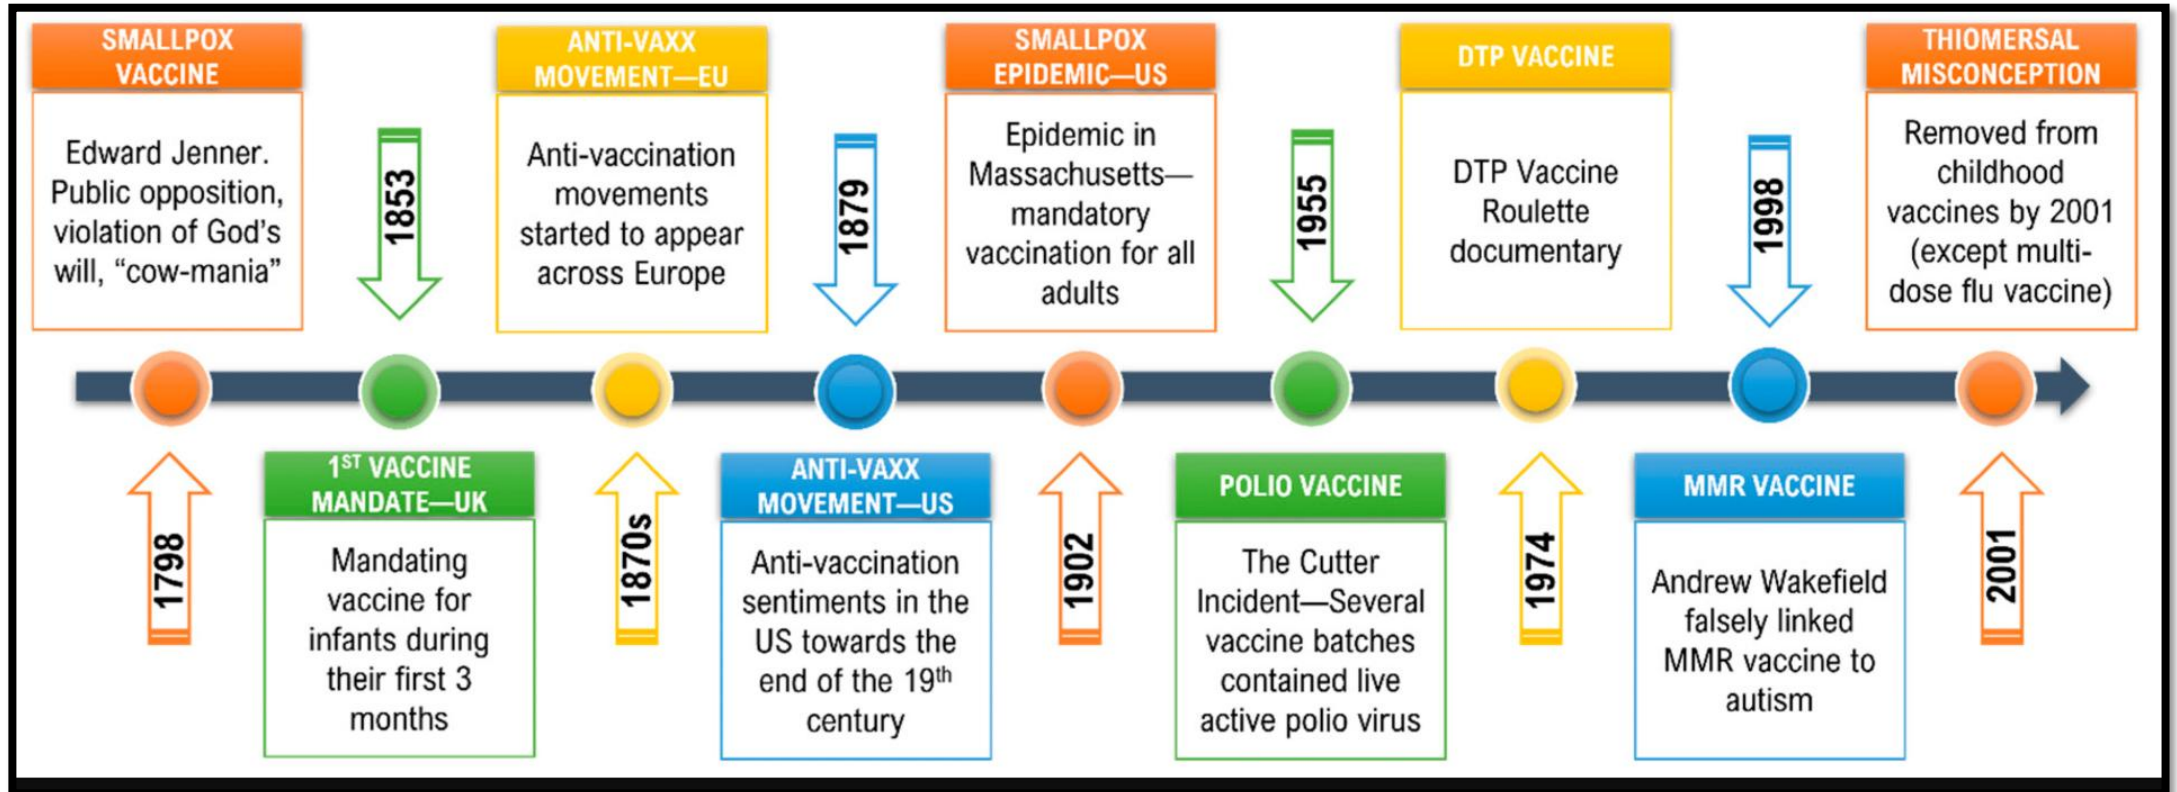 SMALLPOX
VACCINE
Edward Jenner.
Public opposition,
violation of God's
will, “cow-mania”
1798
1853
1ST VACCINE
MANDATE—UK
Mandating
vaccine for
infants during
their first 3
months
ANTI-VAXX
MOVEMENT—EU
Anti-vaccination
movements
started to appear
across Europe
1870s
1879
ANTI-VAXX
MOVEMENT—US
Anti-vaccination
sentiments in the
US towards the
end of the 19th
century
SMALLPOX
EPIDEMIC—US
Epidemic in
Massachusetts—
mandatory
vaccination for all
adults
1902
1955
POLIO VACCINE
The Cutter
Incident—Several
vaccine batches
contained live
active polio virus
DTP VACCINE
DTP Vaccine
Roulette
documentary
1974
1998
MMR VACCINE
Andrew Wakefield
falsely linked
MMR vaccine to
autism
THIOMERSAL
MISCONCEPTION
Removed from
childhood
vaccines by 2001
(except multi-
dose flu vaccine)
2001